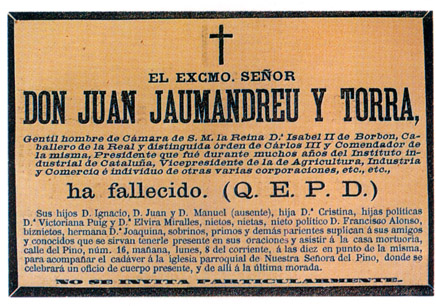 EL EXCMO. SEÑOR
DON JUAN JAUMANDREU Y TORRA,
Gentil hombre de Cámara de S. M. la Reina D.ª Isabel II de Borbon, Ca-
ballero de la Real y distinguida órden de Cárlos III y Comendador de
la misma, Presidente que fué durante muchos años del Instituto in-
dustrial de Cataluña, Vicepresidente de la de Agricultura, Industria
y Comercio é individuo de otras varias corporaciones, etc., etc.,
ha fallecido. (Q. E. P. D.)
Sus hijos D. Ignacio, D. Juan y D. Manuel (ausente), hija D.ª Cristina, hijas políticas
D.ª Victoriana Puig y D.ª Elvira Miralles, nietos, nietas, nieto político D. Francisco Alonso,
biznietos, hermana D.ª Joaquina, sobrinos, primos y demás parientes suplican á sus amigos
y conocidos que se sirvan tenerle presente en sus oraciones y asistir á la casa mortuoria,
calle del Pino, núm. 16, mañana, lunes, 8 del corriente, á las diez en punto de la misma,
para acompañar el cadáver á la iglesia parroquial de Nuestra Señora del Pino, donde se
celebrará un oficio de cuerpo presente, y de allí á la última morada.
NO SE INVITA PARTICULARMENTE.